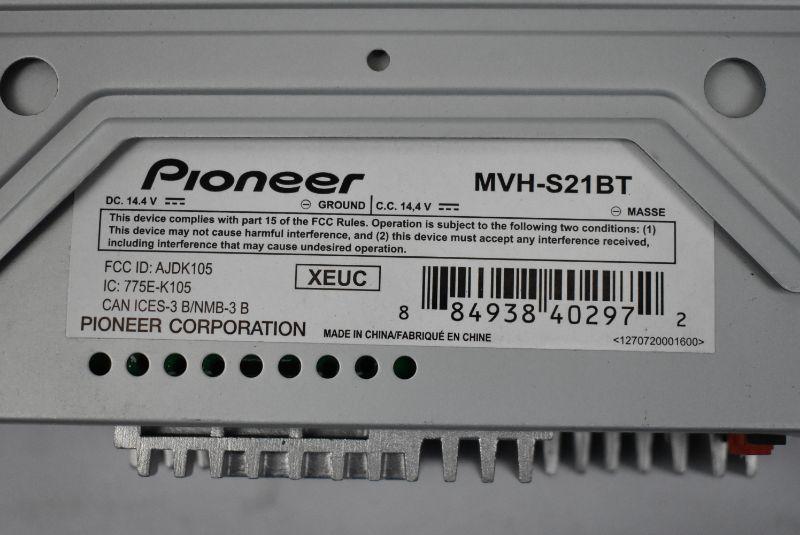 Pioneer
MVH-S21BT
DC. 14.4 V ⎓ ⊖ GROUND | C.C. 14,4 V ⎓ ⊖ MASSE
This device complies with part 15 of the FCC Rules. Operation is subject to the following two conditions: (1)
This device may not cause harmful interference, and (2) this device must accept any interference received,
including interference that may cause undesired operation.
FCC ID: AJDK105
IC: 775E-K105
CAN ICES-3 B/NMB-3 B
XEUC
8 84938 40297 2
PIONEER CORPORATION
MADE IN CHINA/FABRIQUÉ EN CHINE
<1270720001600>